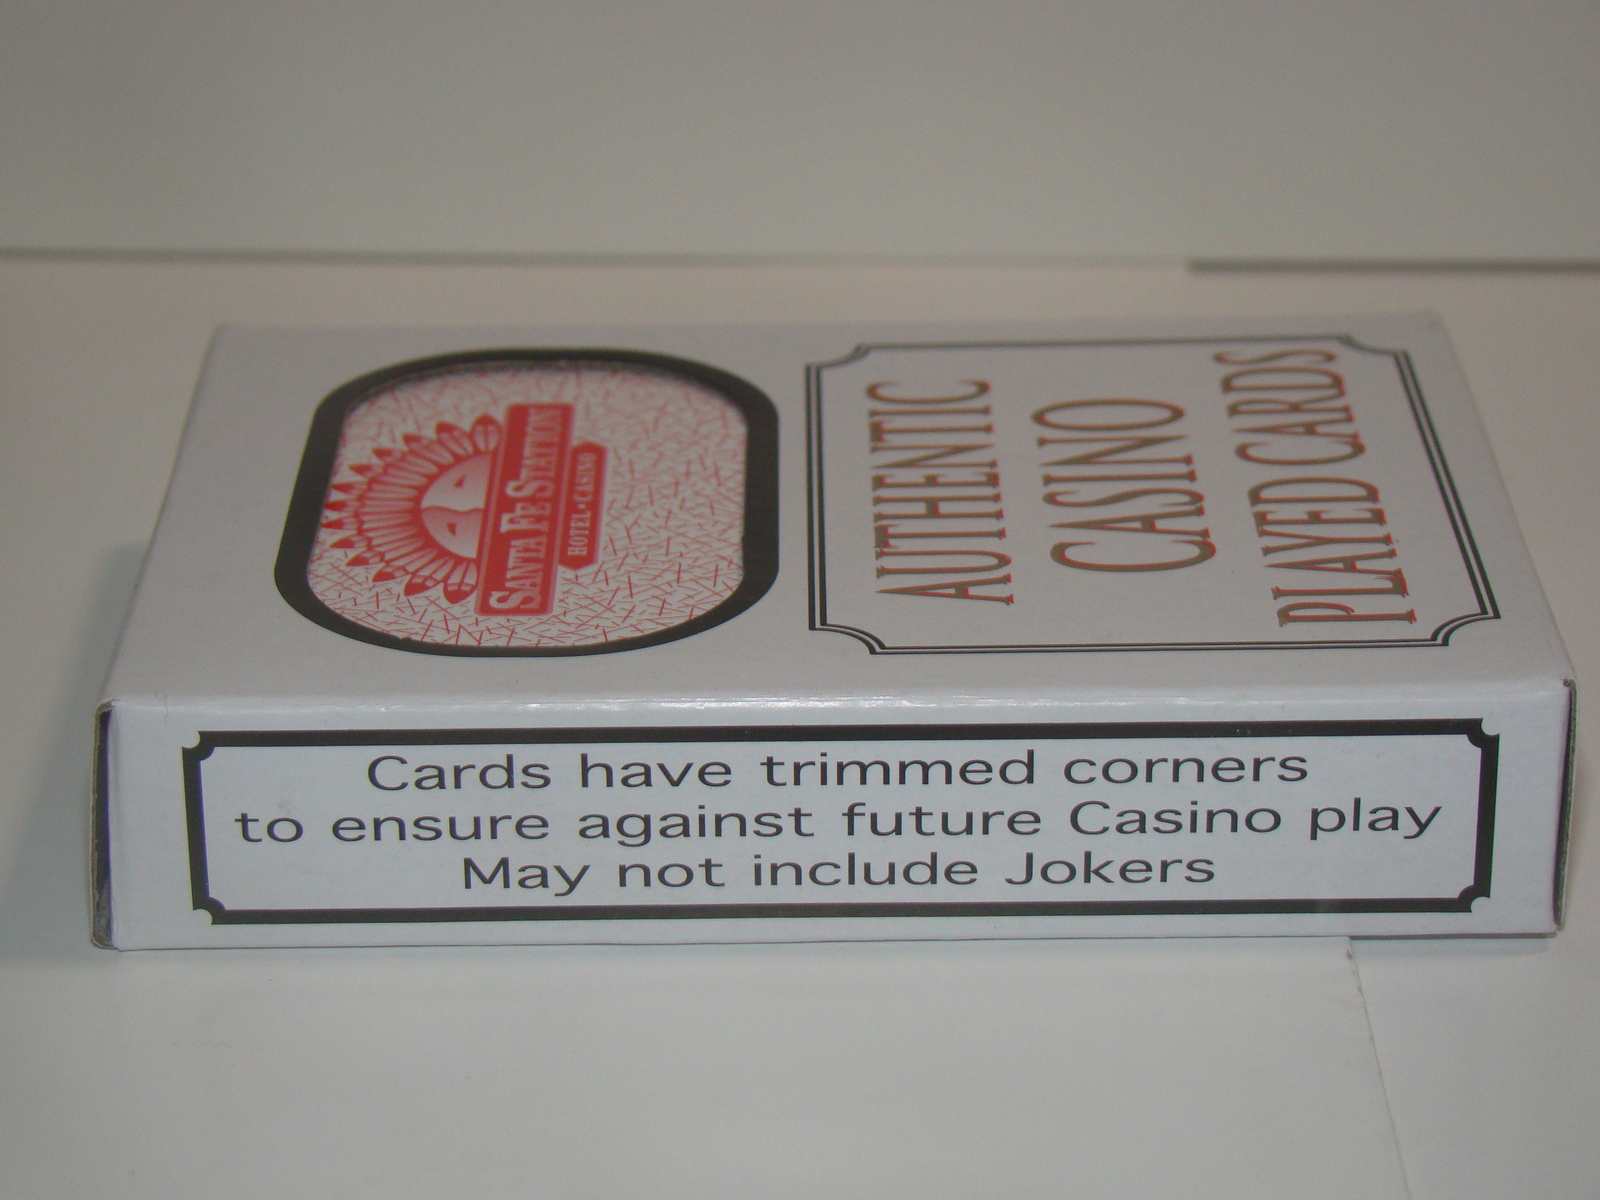 SANTA FE STATION
HOTEL•CASINO
AUTHENTIC
CASINO
PLAYED CARDS
Cards have trimmed corners
to ensure against future Casino play
May not include Jokers